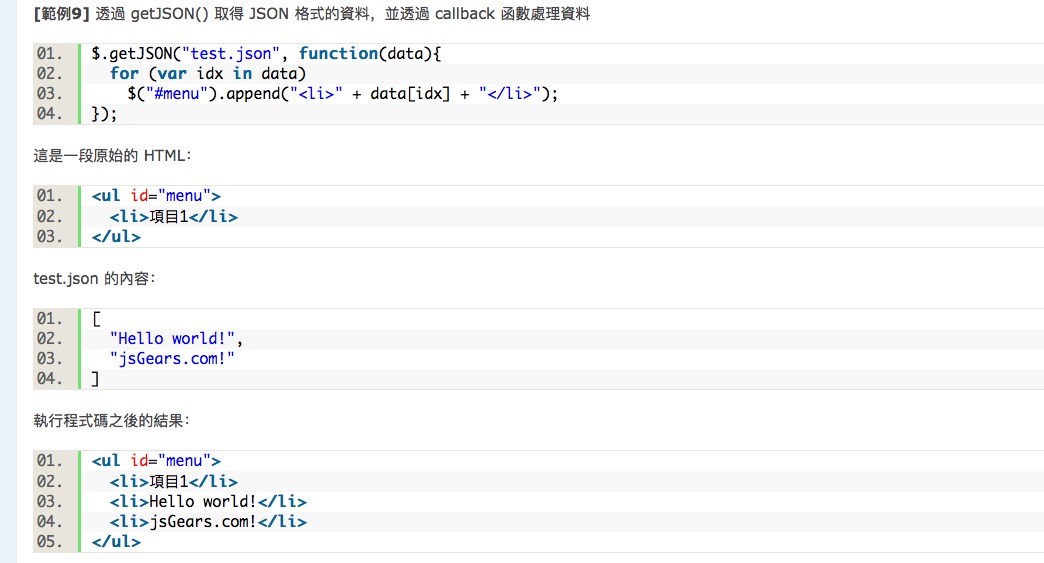 [範例9] 透過 getJSON() 取得 JSON 格式的資料，並透過 callback 函數處理資料
01. $.getJSON("test.json", function(data){
02.   for (var idx in data)
03.     $("#menu").append("<li>" + data[idx] + "</li>");
04. });
這是一段原始的 HTML：
01. <ul id="menu">
02.   <li>項目1</li>
03. </ul>
test.json 的內容：
01. [
02.   "Hello world!",
03.   "jsGears.com!"
04. ]
執行程式碼之後的結果：
01. <ul id="menu">
02.   <li>項目1</li>
03.   <li>Hello world!</li>
04.   <li>jsGears.com!</li>
05. </ul>